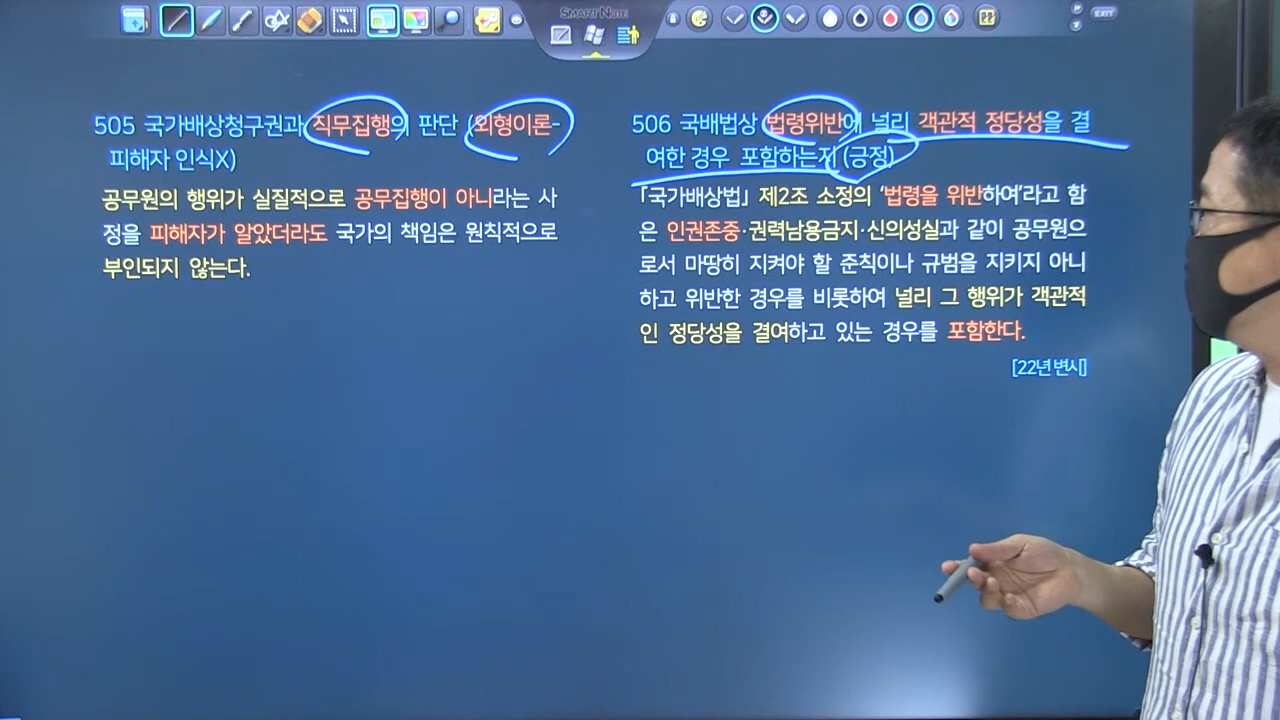 SMART NOTE
EXIT
505 국가배상청구권과 직무집행의 판단 (외형이론-
피해자 인식X)
공무원의 행위가 실질적으로 공무집행이 아니라는 사
정을 피해자가 알았더라도 국가의 책임은 원칙적으로
부인되지 않는다.
506 국배법상 법령위반에 널리 객관적 정당성을 결
여한 경우 포함하는지 (긍정)
「국가배상법」 제2조 소정의 '법령을 위반하여'라고 함
은 인권존중·권력남용금지·신의성실과 같이 공무원으
로서 마땅히 지켜야 할 준칙이나 규범을 지키지 아니
하고 위반한 경우를 비롯하여 널리 그 행위가 객관적
인 정당성을 결여하고 있는 경우를 포함한다.
[22년 변시]